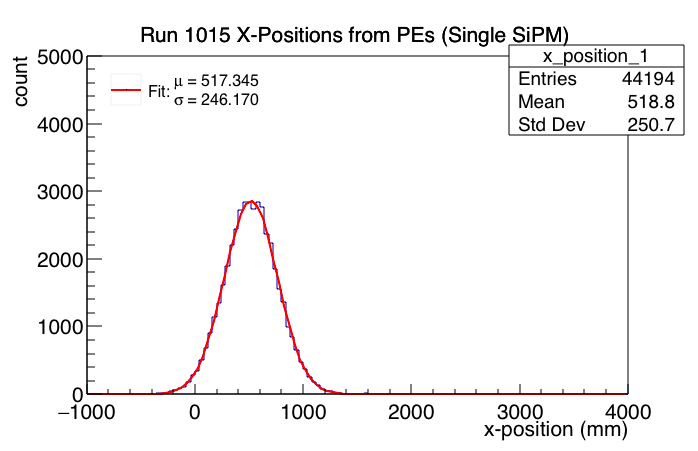 Run 1015 X-Positions from PEs (Single SiPM)
x_position_1
Entries 44194
Mean 518.8
Std Dev 250.7
Fit: μ = 517.345
σ = 246.170
count
5000
4000
3000
2000
1000
0
−1000 0 1000 2000 3000 4000
x-position (mm)